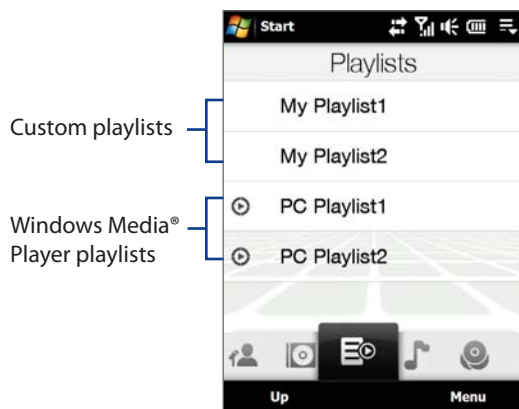 Start
Playlists
Custom playlists
My Playlist1
My Playlist2
Windows Media®
Player playlists
PC Playlist1
PC Playlist2
Up
Menu